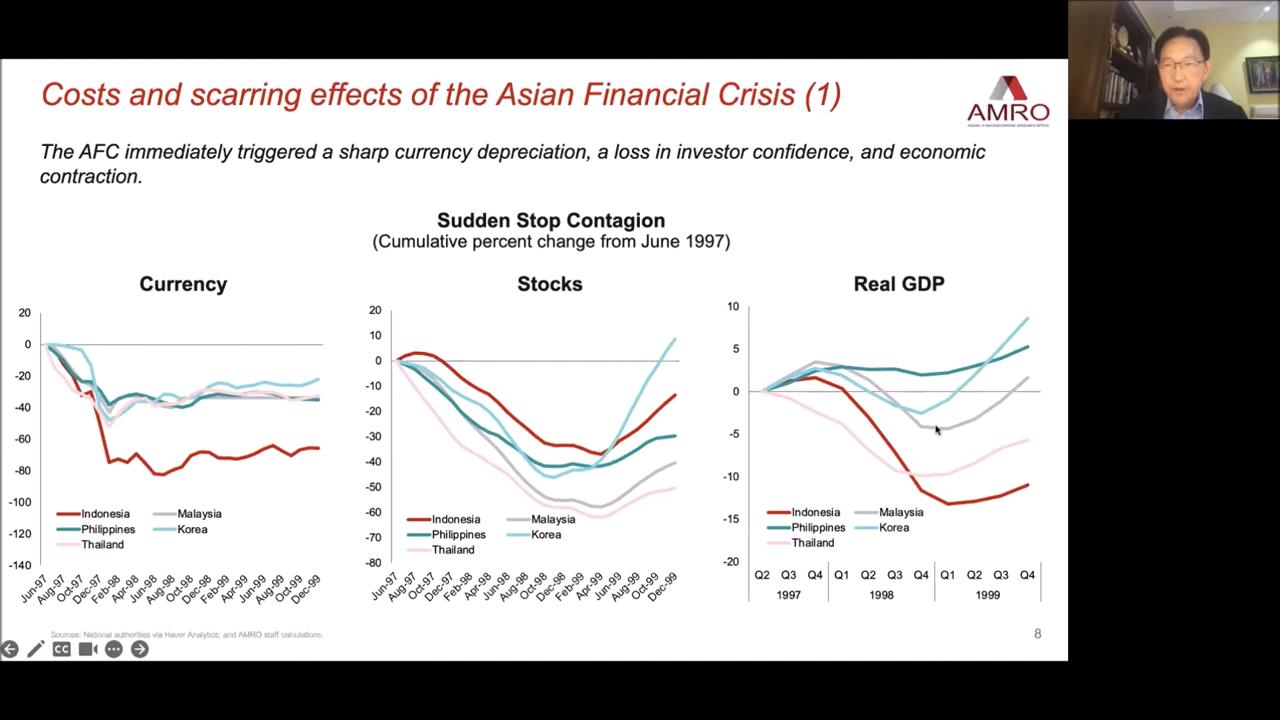 Costs and scarring effects of the Asian Financial Crisis (1)
AMRO
ASEAN+3 MACROECONOMIC RESEARCH OFFICE
The AFC immediately triggered a sharp currency depreciation, a loss in investor confidence, and economic
contraction.
Sudden Stop Contagion
(Cumulative percent change from June 1997)
Currency
20
0
-20
-40
-60
-80
-100
-120
-140
Indonesia
Malaysia
Philippines
Korea
Thailand
Jun-97
Aug-97
Oct-97
Dec-97
Feb-98
Apr-98
Jun-98
Aug-98
Oct-98
Dec-98
Feb-99
Apr-99
Jun-99
Aug-99
Oct-99
Dec-99
Stocks
20
10
0
-10
-20
-30
-40
-50
-60
-70
-80
Indonesia
Malaysia
Philippines
Korea
Thailand
Jun-97
Aug-97
Oct-97
Dec-97
Feb-98
Apr-98
Jun-98
Aug-98
Oct-98
Dec-98
Feb-99
Apr-99
Jun-99
Aug-99
Oct-99
Dec-99
Real GDP
10
5
0
-5
-10
-15
-20
Indonesia
Malaysia
Philippines
Korea
Thailand
Q2 Q3 Q4 Q1 Q2 Q3 Q4 Q1 Q2 Q3 Q4
1997 1998 1999
Sources: National authorities via Haver Analytics; and AMRO staff calculations.
8
CC